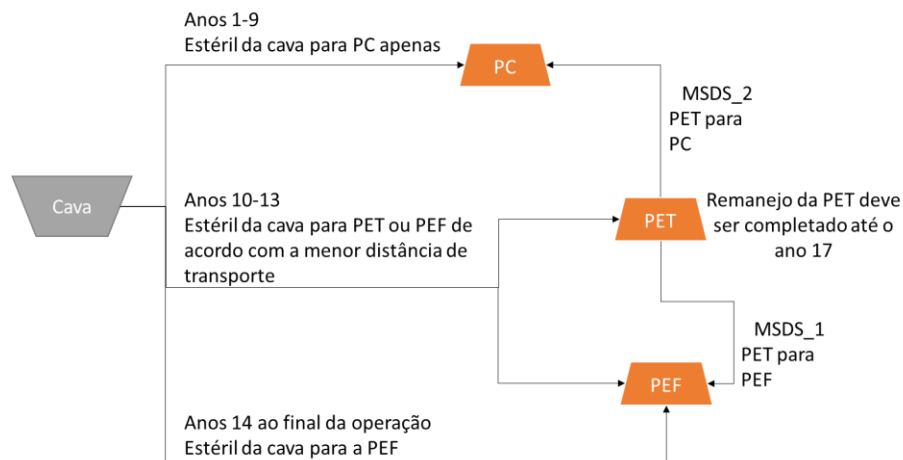 Anos 1-9
Estéril da cava para PC apenas
PC
MSDS_2
PET para
PC
Cava
Anos 10-13
Estéril da cava para PET ou PEF de
acordo com a menor distância de
transporte
PET
Remanejo da PET deve
ser completado até o
ano 17
MSDS_1
PET para
PEF
PEF
Anos 14 ao final da operação
Estéril da cava para a PEF